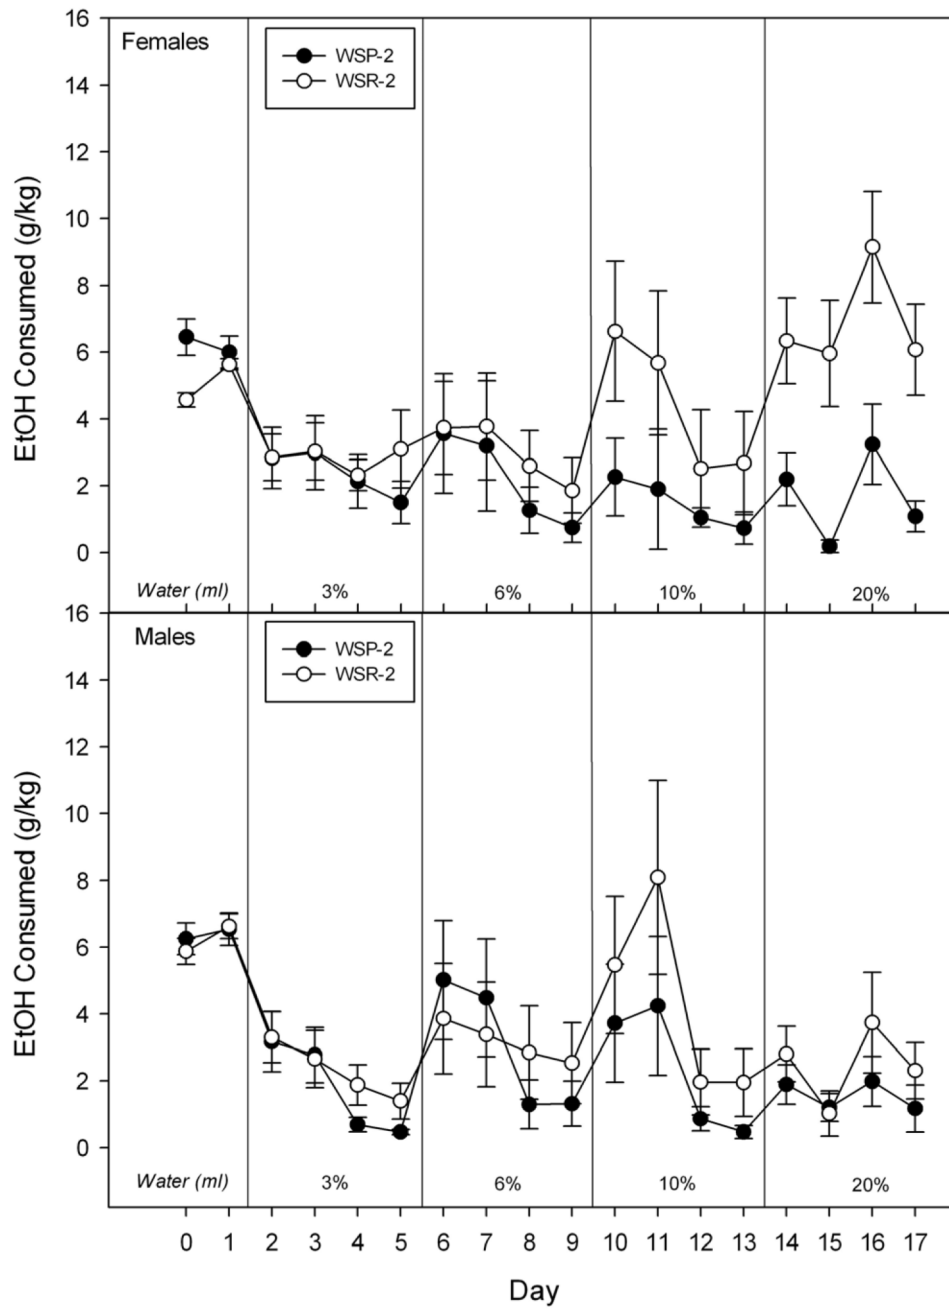 Females
WSP-2
WSR-2
16
14
12
10
8
6
4
2
0
EtOH Consumed (g/kg)
Water (ml) 3% 6% 10% 20%
Males
WSP-2
WSR-2
16
14
12
10
8
6
4
2
0
EtOH Consumed (g/kg)
Water (ml) 3% 6% 10% 20%
0 1 2 3 4 5 6 7 8 9 10 11 12 13 14 15 16 17
Day